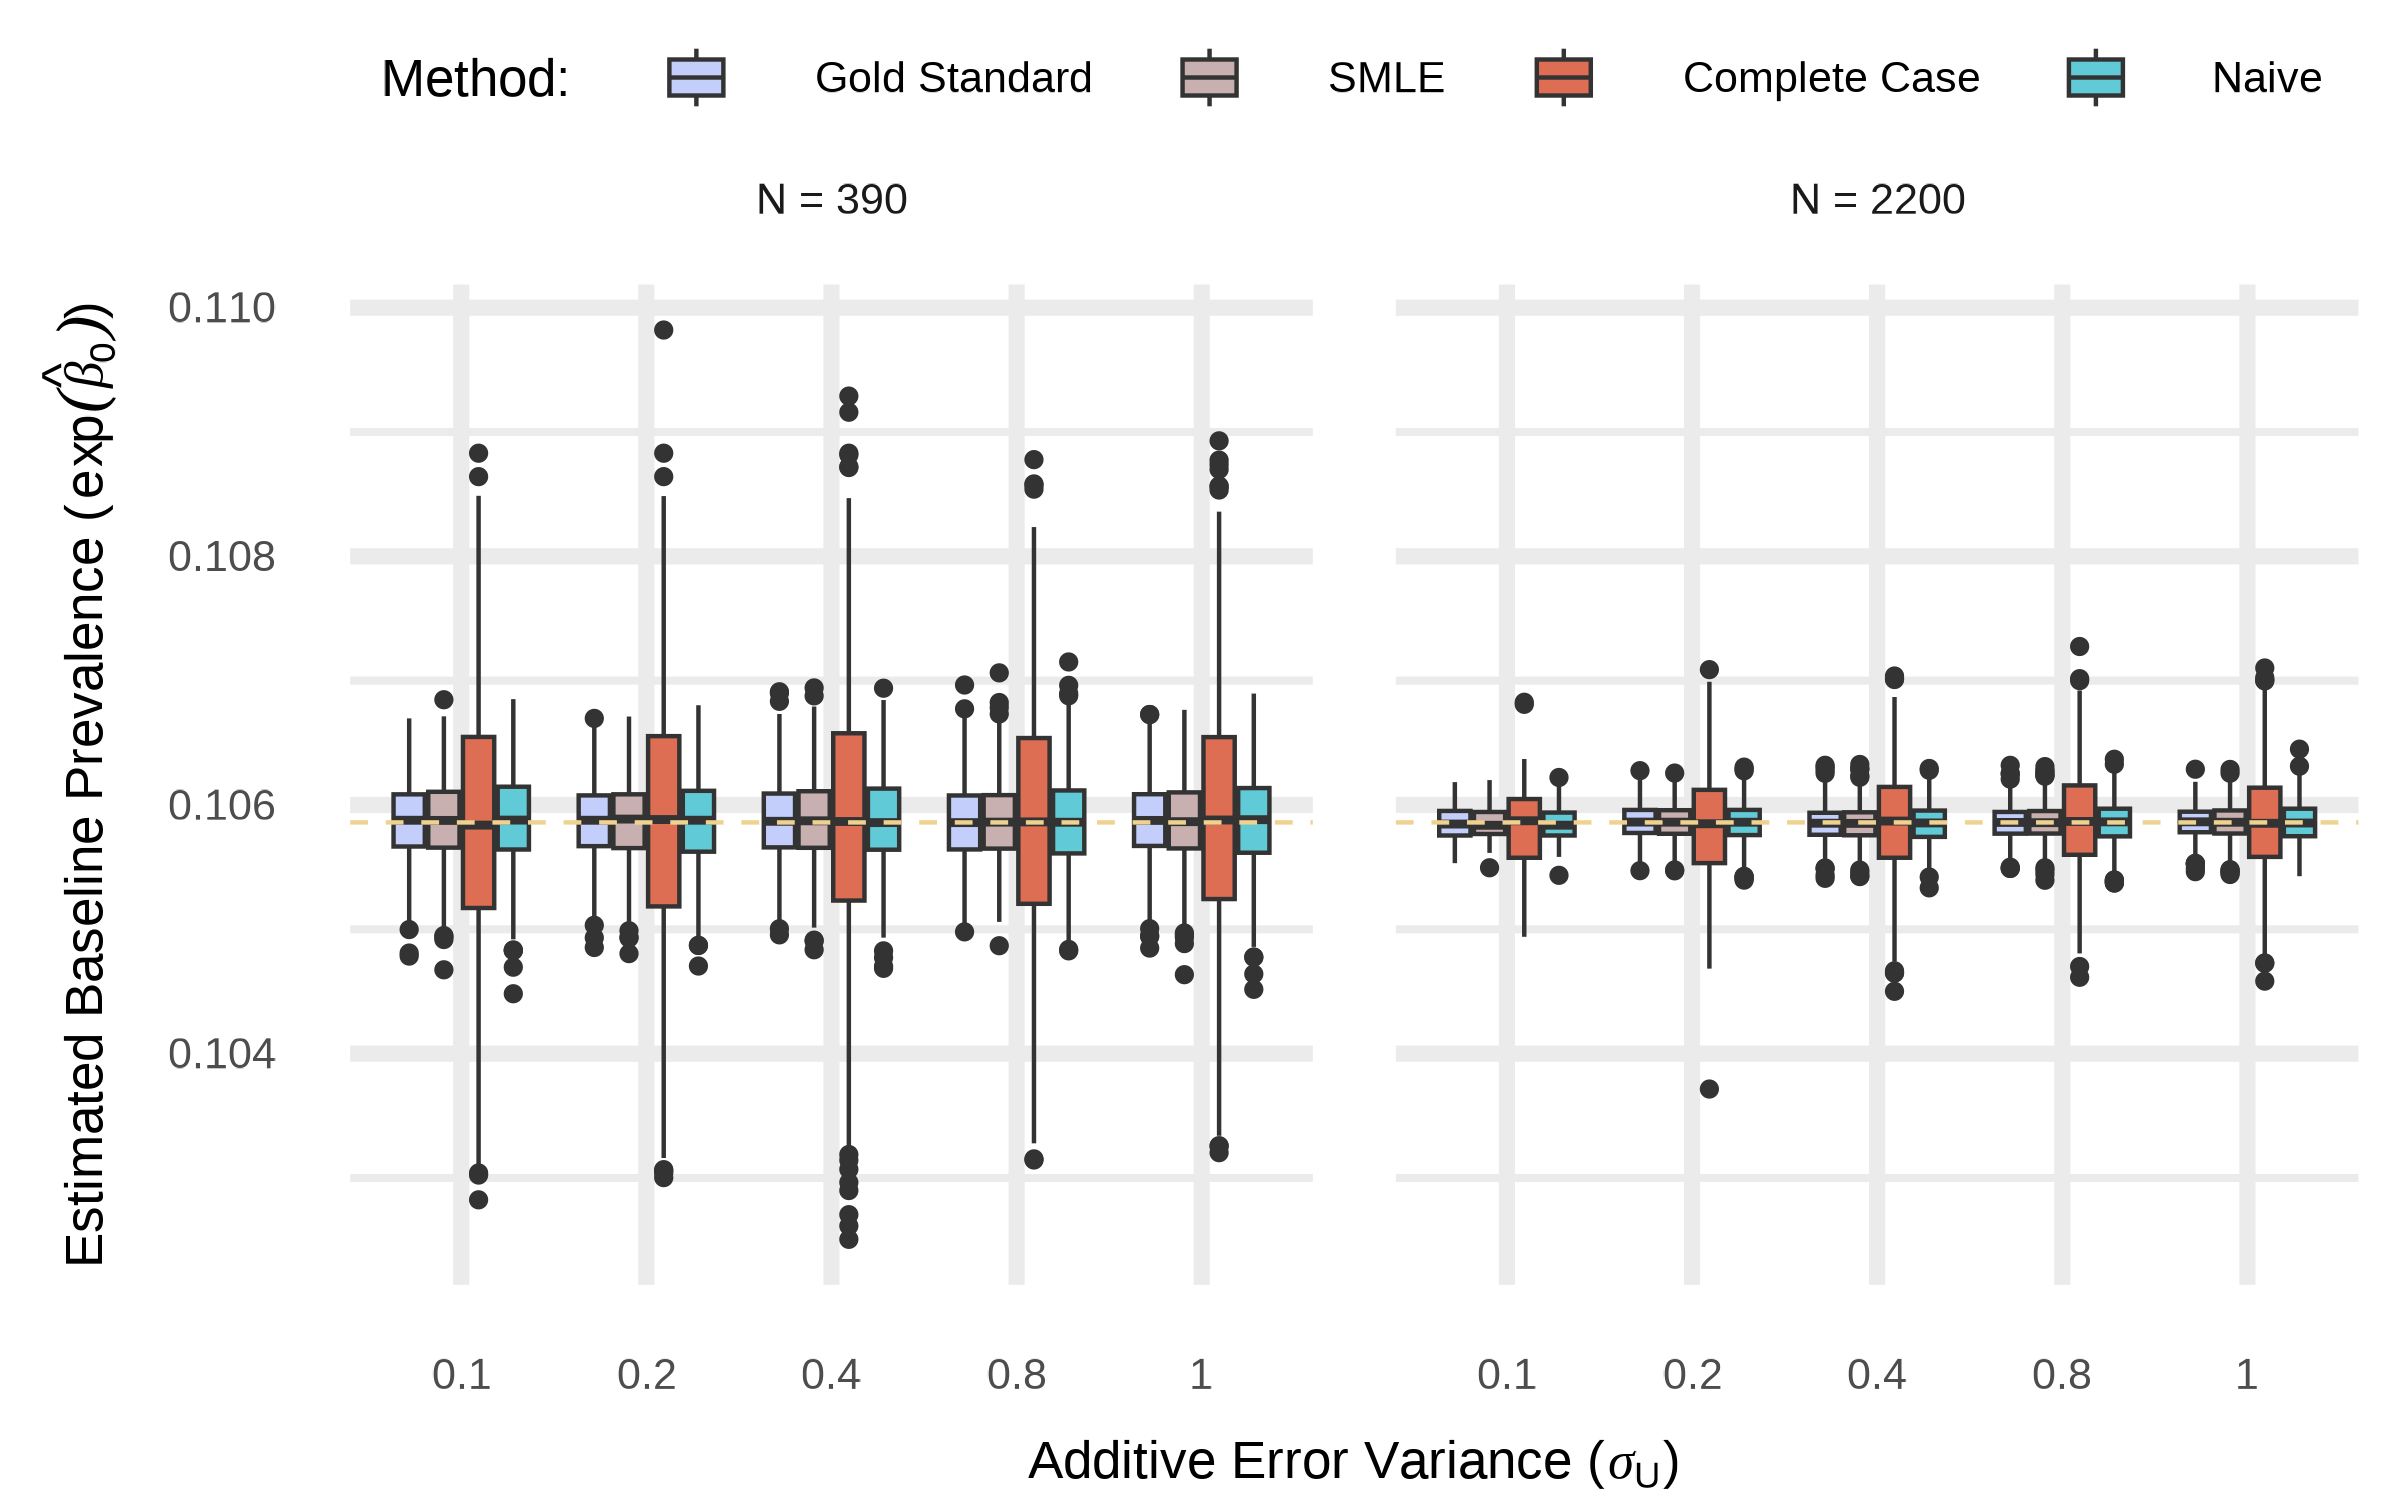 Method: Gold Standard SMLE Complete Case Naive
N = 390 N = 2200
Estimated Baseline Prevalence (exp(β̂₀))
0.110
0.108
0.106
0.104
0.1 0.2 0.4 0.8 1 0.1 0.2 0.4 0.8 1
Additive Error Variance (σ_U)